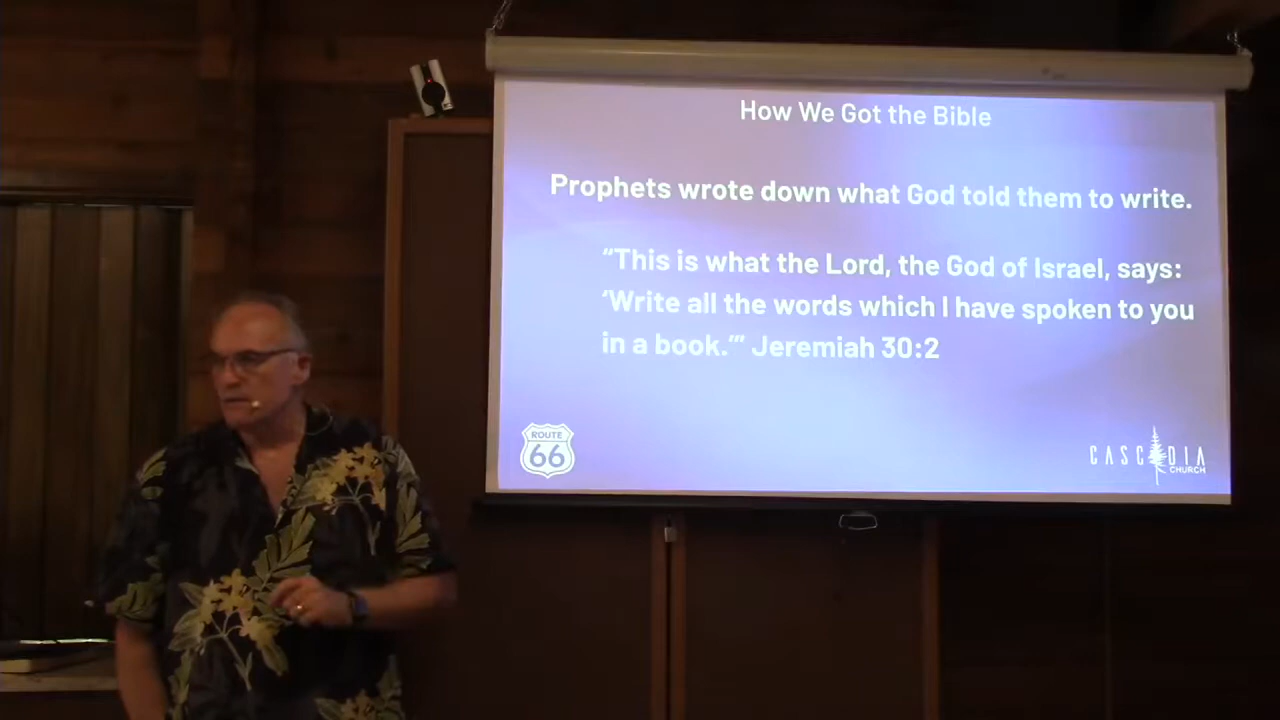 How We Got the Bible
Prophets wrote down what God told them to write.
“This is what the Lord, the God of Israel, says:
‘Write all the words which I have spoken to you
in a book.’” Jeremiah 30:2
ROUTE
66
CASCADIA
CHURCH